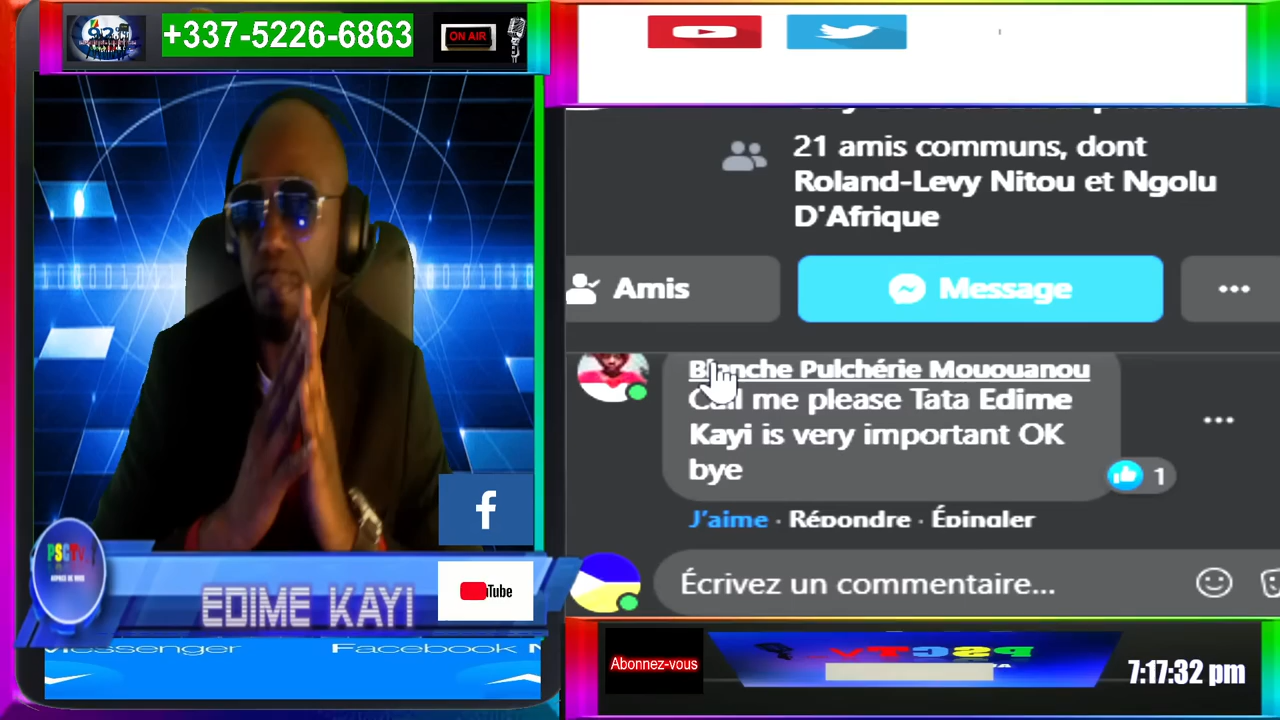 +337-5226-6863
ON AIR
21 amis communs, dont
Roland-Levy Nitou et Ngolu
D'Afrique
Amis
Message
Blanche Pulchérie Mououanou
Call me please Tata Edime
Kayi is very important OK
bye
1
J'aime · Répondre · Épingler
Écrivez un commentaire...
PSCTV
EDIME KAYI
Tube
Messenger
Facebook
Abonnez-vous
PSCTV
7:17:32 pm